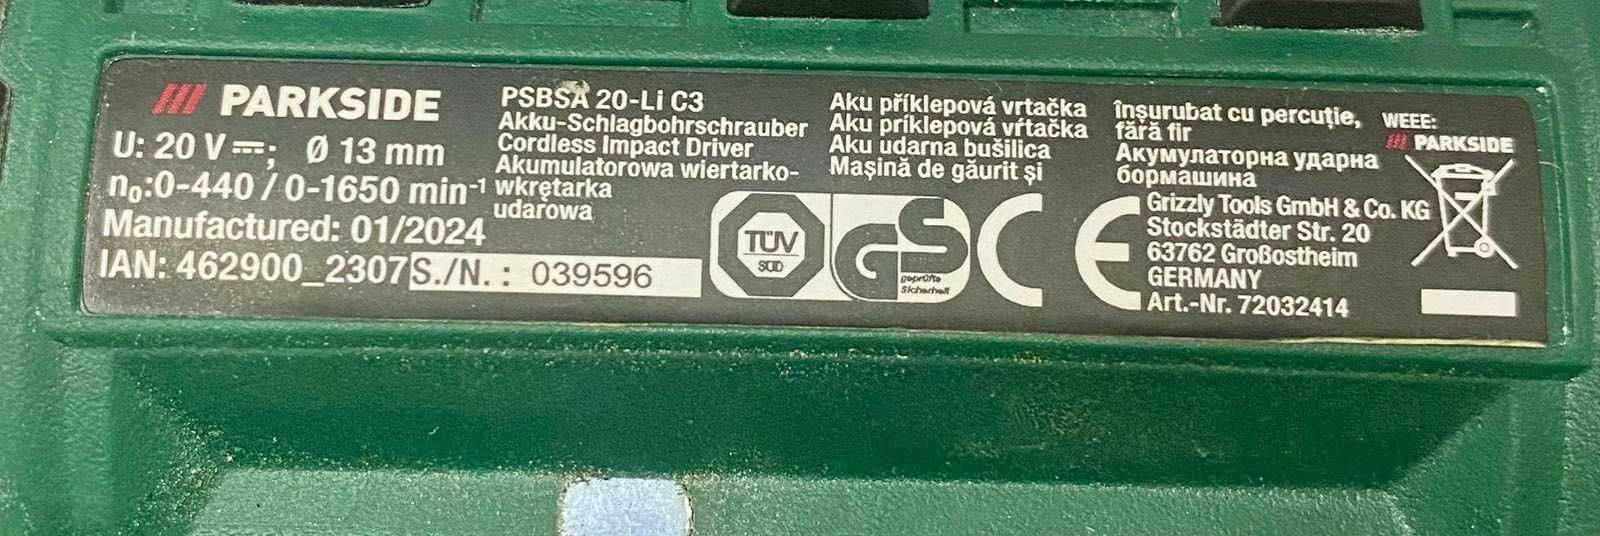 PARKSIDE
U: 20 V⎓; Ø 13 mm
n₀:0-440 / 0-1650 min⁻¹
Manufactured: 01/2024
IAN: 462900_2307 S./N. : 039596
PSBSA 20-Li C3
Akku-Schlagbohrschrauber
Cordless Impact Driver
Akumulatorowa wiertarko-
wkrętarka
udarowa
Aku příklepová vrtačka
Aku príklepová vŕtačka
Aku udarna bušilica
Mașină de găurit și
înșurubat cu percuție,
fără fir
Акумулаторна ударна
бормашина
TÜV
SÜD
GS
geprüfte
Sicherheit
CE
Grizzly Tools GmbH & Co. KG
Stockstädter Str. 20
63762 Großostheim
GERMANY
Art.-Nr. 72032414
WEEE:
PARKSIDE